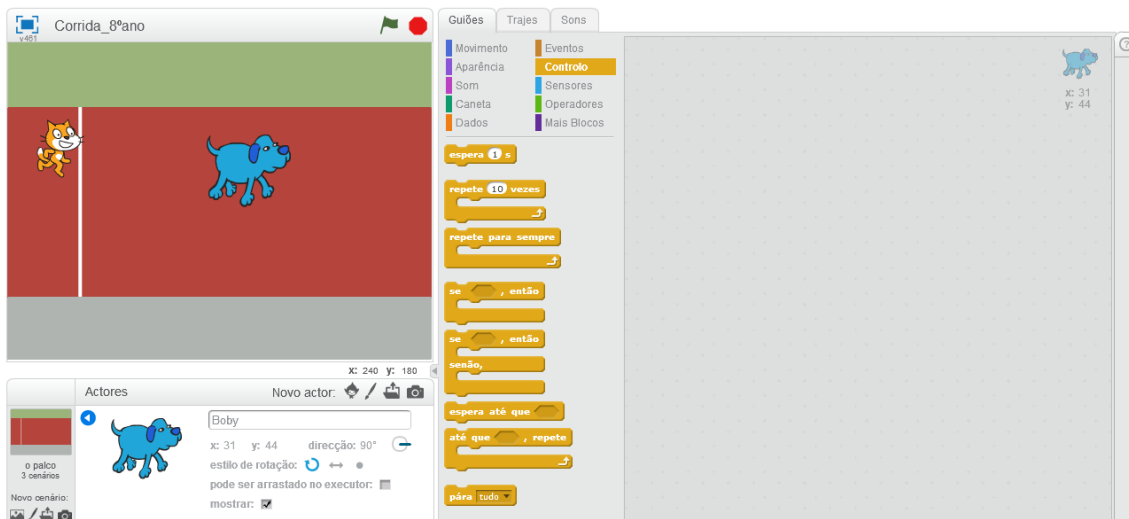 Corrida_8ºano
v461
x: 240 y: 180
Actores
Novo actor:
o palco
3 cenários
Novo cenário:
Boby
x: 31 y: 44 direcção: 90°
estilo de rotação:
pode ser arrastado no executor:
mostrar:
Guiões Trajes Sons
Movimento Eventos
Aparência Controlo
Som Sensores
Caneta Operadores
Dados Mais Blocos
espera 1 s
repete 10 vezes
repete para sempre
se , então
se , então
senão,
espera até que
até que , repete
pára tudo
x: 31
y: 44
?